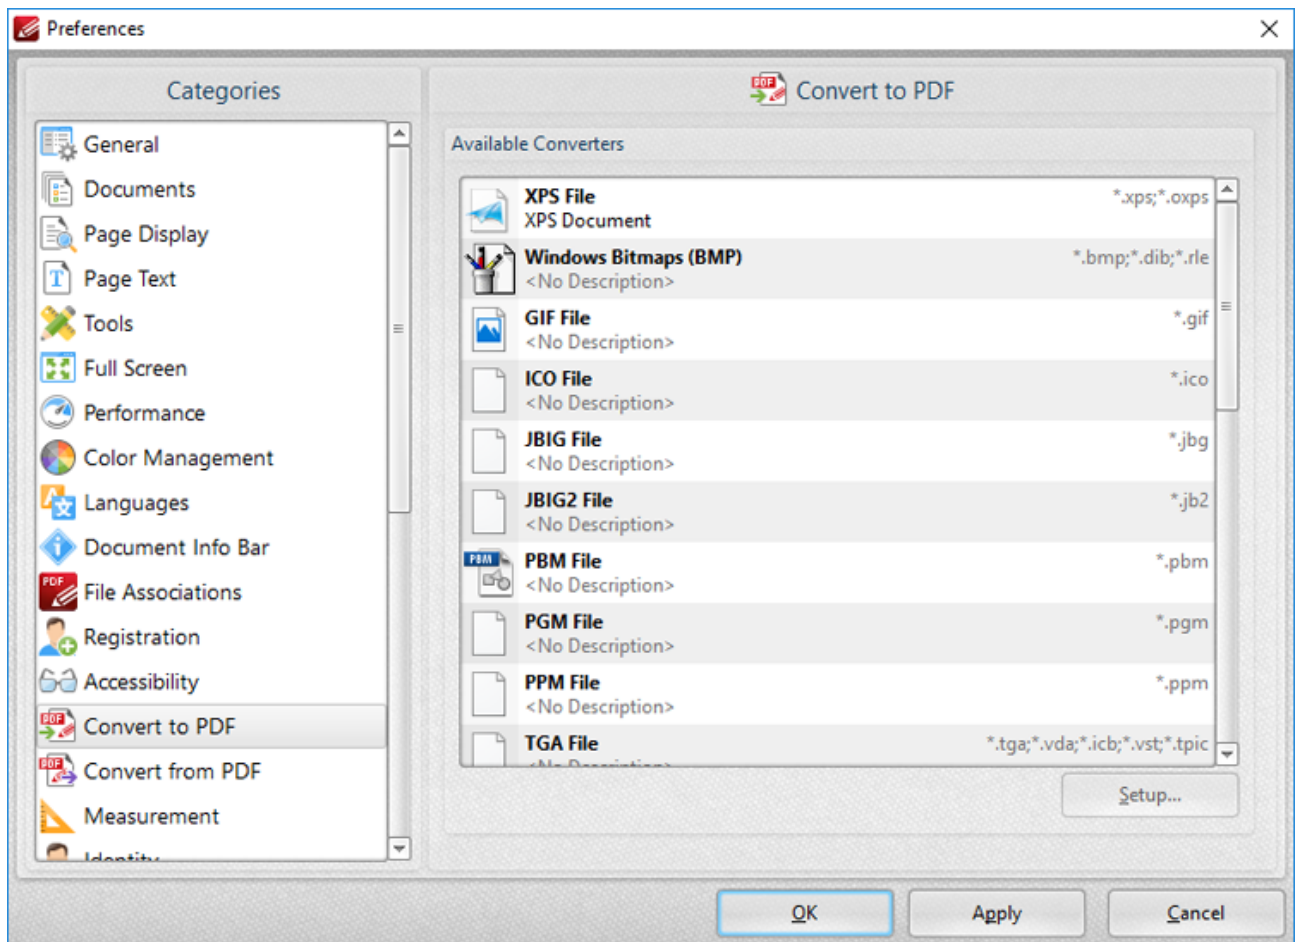 Preferences
Categories
General
Documents
Page Display
Page Text
Tools
Full Screen
Performance
Color Management
Languages
Document Info Bar
File Associations
Registration
Accessibility
Convert to PDF
Convert from PDF
Measurement
Identity
Convert to PDF
Available Converters
XPS File *.xps;*.oxps
XPS Document
Windows Bitmaps (BMP) *.bmp;*.dib;*.rle
<No Description>
GIF File *.gif
<No Description>
ICO File *.ico
<No Description>
JBIG File *.jbg
<No Description>
JBIG2 File *.jb2
<No Description>
PBM File *.pbm
<No Description>
PGM File *.pgm
<No Description>
PPM File *.ppm
<No Description>
TGA File *.tga;*.vda;*.icb;*.vst;*.tpic
<No Description>
Setup...
OK Apply Cancel